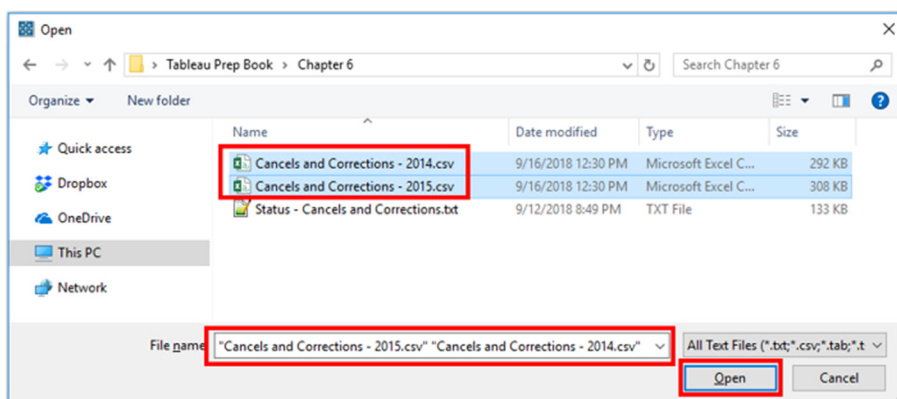 Open
Tableau Prep Book > Chapter 6
Search Chapter 6
Organize
New folder
Name Date modified Type Size
Quick access
Dropbox
OneDrive
This PC
Network
Cancels and Corrections - 2014.csv 9/16/2018 12:30 PM Microsoft Excel C... 292 KB
Cancels and Corrections - 2015.csv 9/16/2018 12:30 PM Microsoft Excel C... 308 KB
Status - Cancels and Corrections.txt 9/12/2018 8:49 PM TXT File 133 KB
File name: "Cancels and Corrections - 2015.csv" "Cancels and Corrections - 2014.csv" All Text Files (*.txt;*.csv;*.tab;*.t
Open Cancel